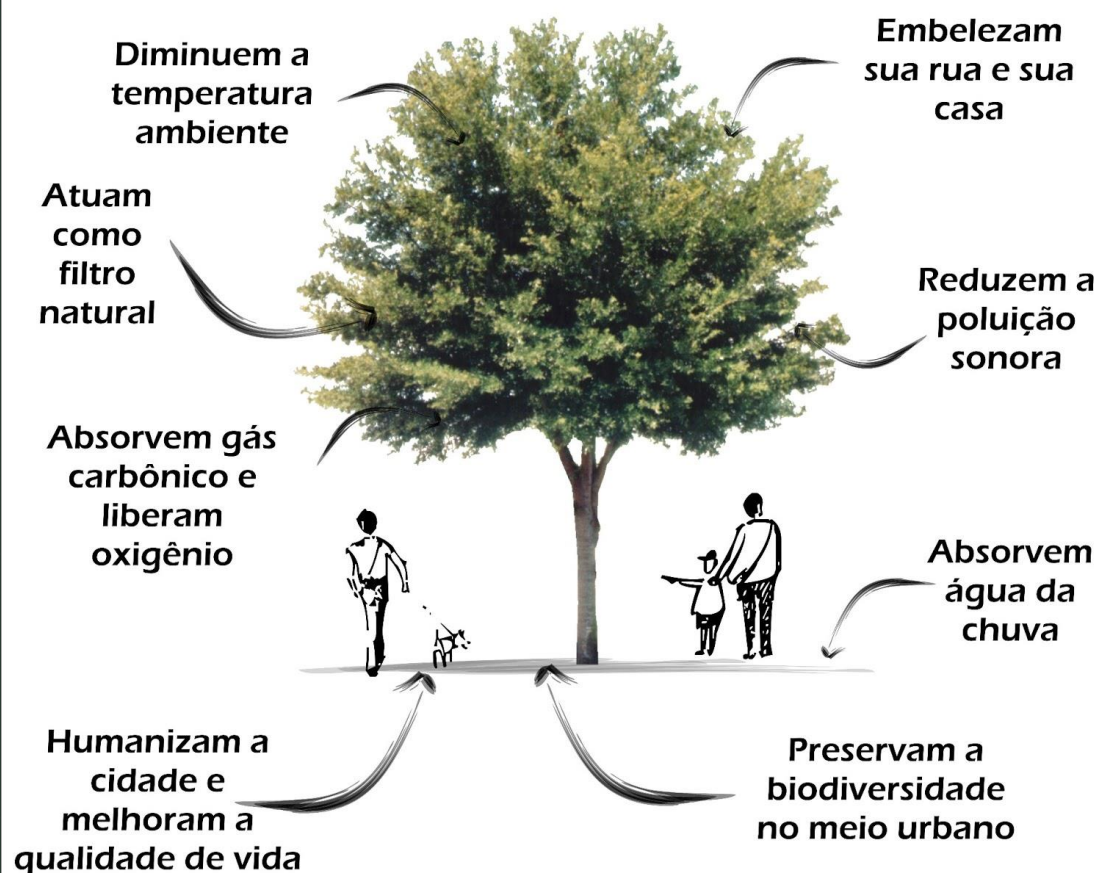 Diminuem a
temperatura
ambiente
Embelezam
sua rua e sua
casa
Atuam
como
filtro
natural
Reduzem a
poluição
sonora
Absorvem gás
carbônico e
liberam
oxigênio
Absorvem
água da
chuva
Humanizam a
cidade e
melhoram a
qualidade de vida
Preservam a
biodiversidade
no meio urbano